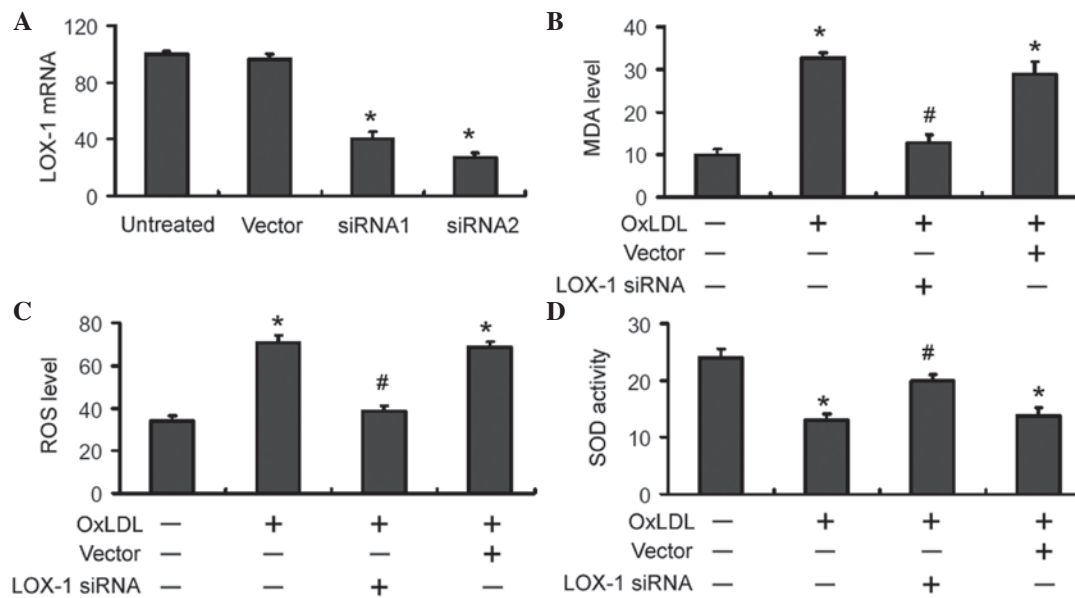 A
LOX-1 mRNA
120
80
40
0
*
*
Untreated Vector siRNA1 siRNA2
B
MDA level
40
30
20
10
0
*
#
*
OxLDL — + + +
Vector — — — +
LOX-1 siRNA — — + —
C
ROS level
80
60
40
20
0
*
#
*
OxLDL — + + +
Vector — — — +
LOX-1 siRNA — — + —
D
SOD activity
30
20
10
0
*
#
*
OxLDL — + + +
Vector — — — +
LOX-1 siRNA — — + —